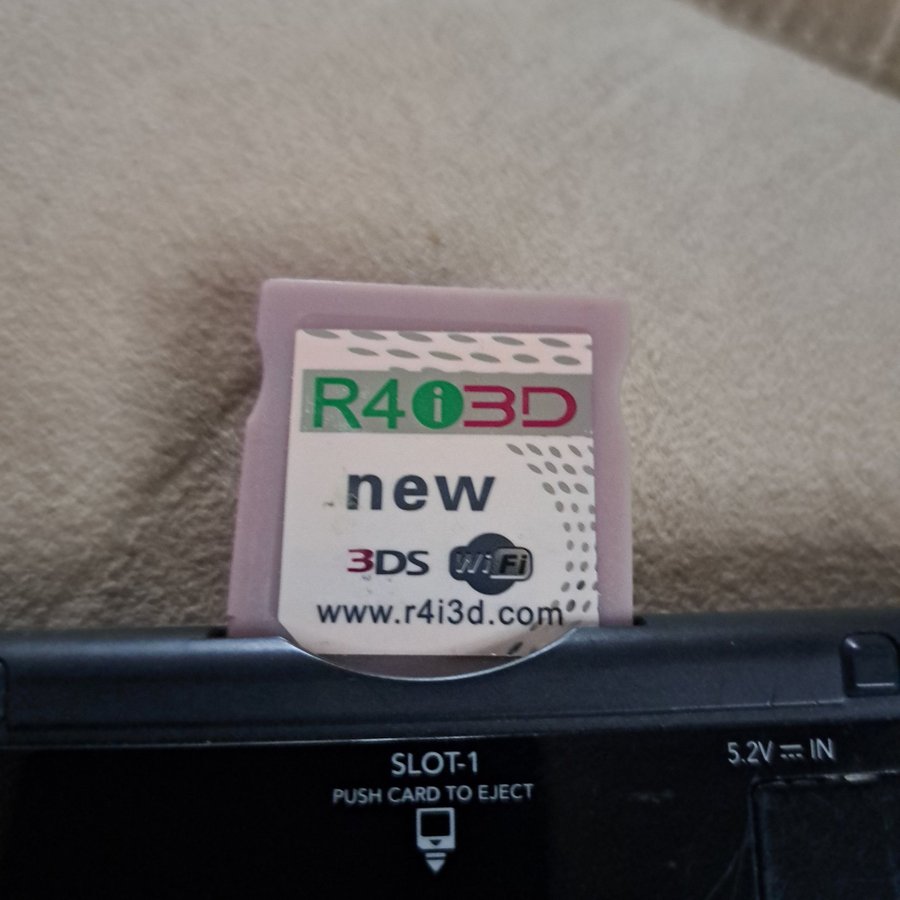 R4i3D
new
3DS WiFi
www.r4i3d.com
SLOT-1
PUSH CARD TO EJECT
5.2V ⎓ IN